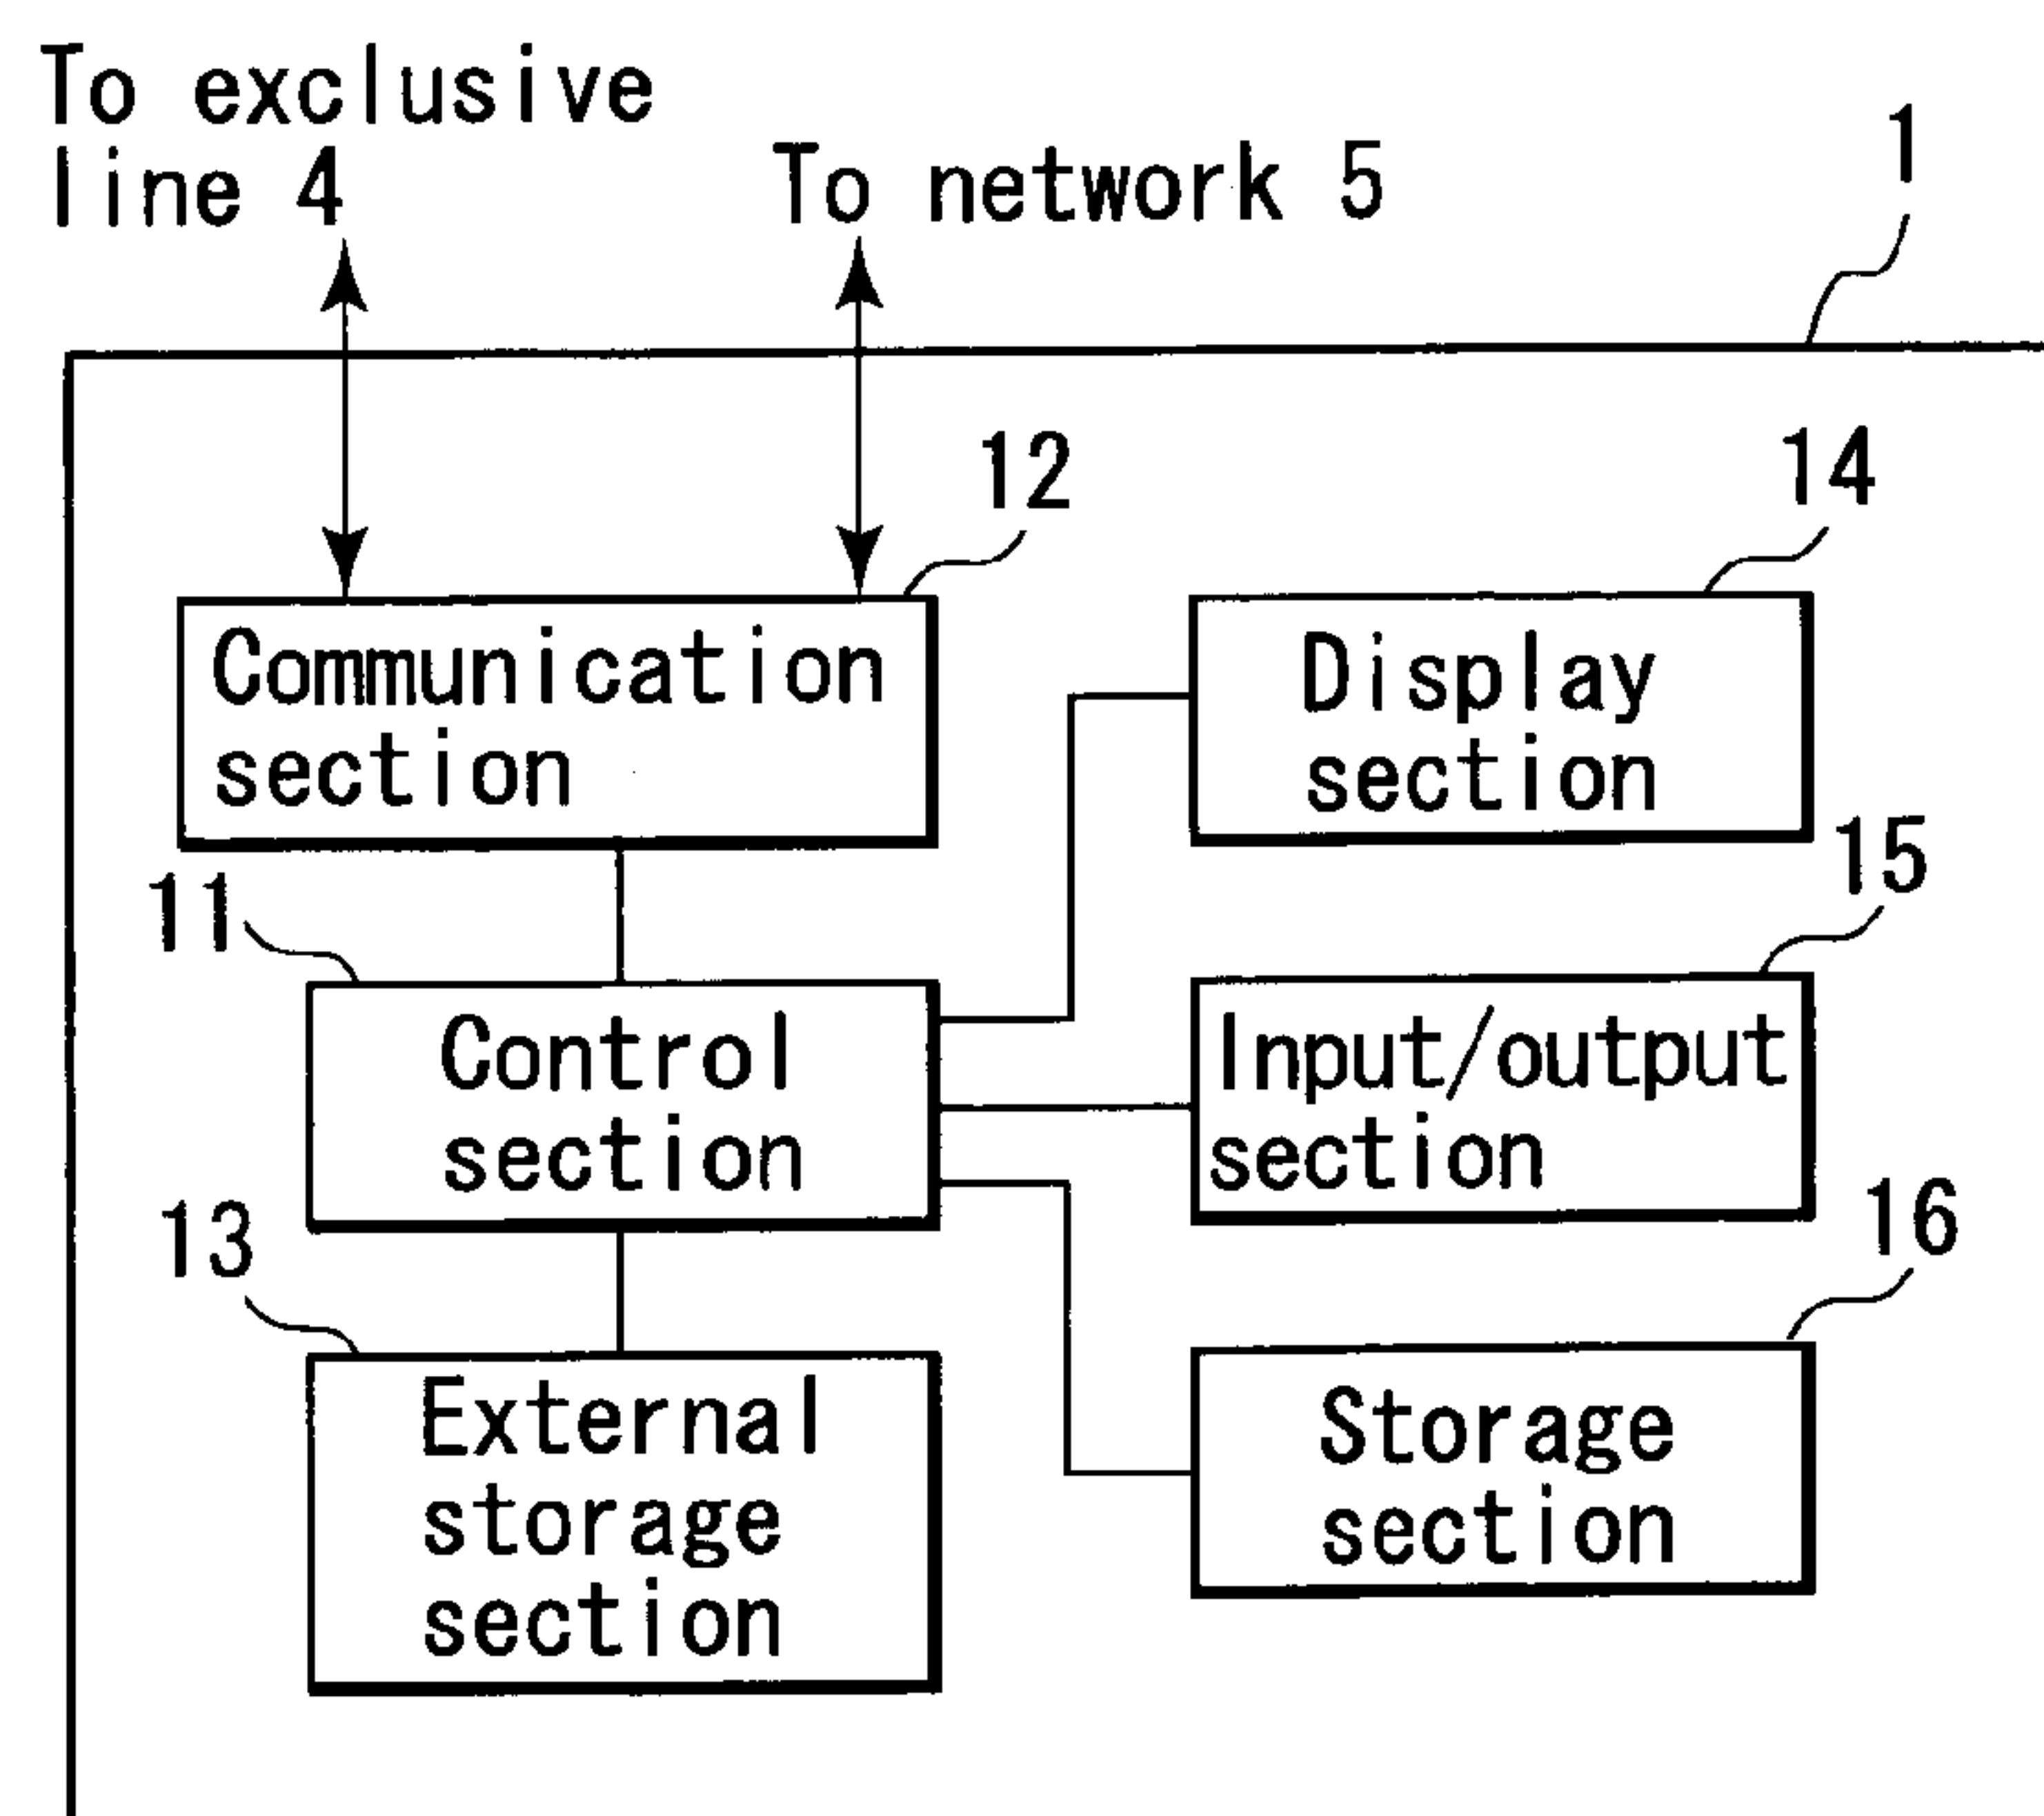 To exclusive
line 4
To network 5
1
12
14
Communication
section
Display
section
11
15
Control
section
Input/output
section
13
16
External
storage
section
Storage
section